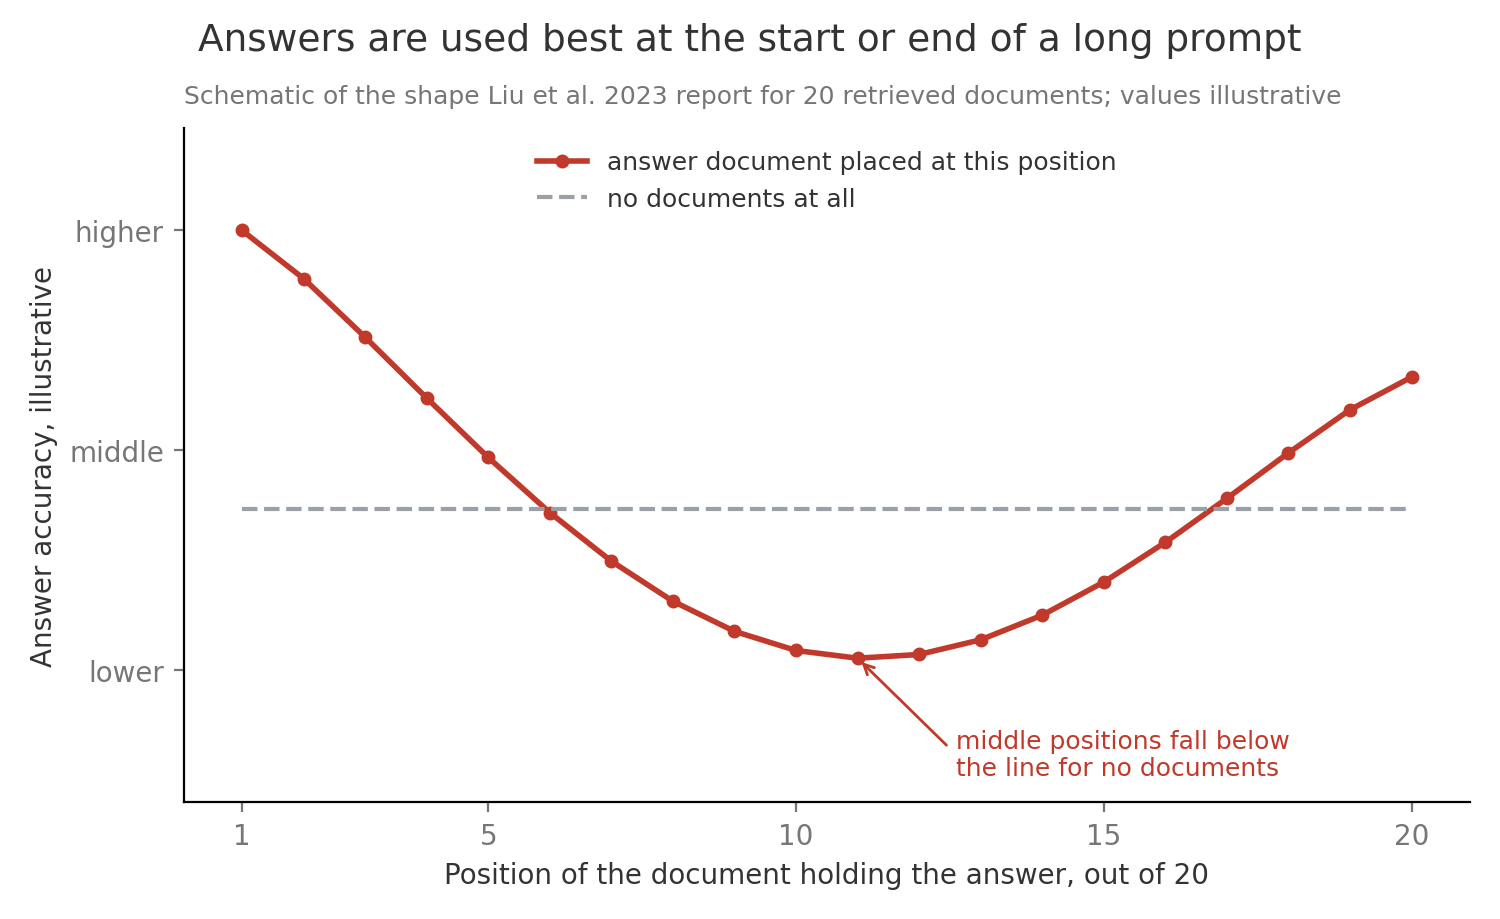 Answers are used best at the start or end of a long prompt
Schematic of the shape Liu et al. 2023 report for 20 retrieved documents; values illustrative
answer document placed at this position
no documents at all
higher
middle
lower
Answer accuracy, illustrative
middle positions fall below
the line for no documents
1 5 10 15 20
Position of the document holding the answer, out of 20